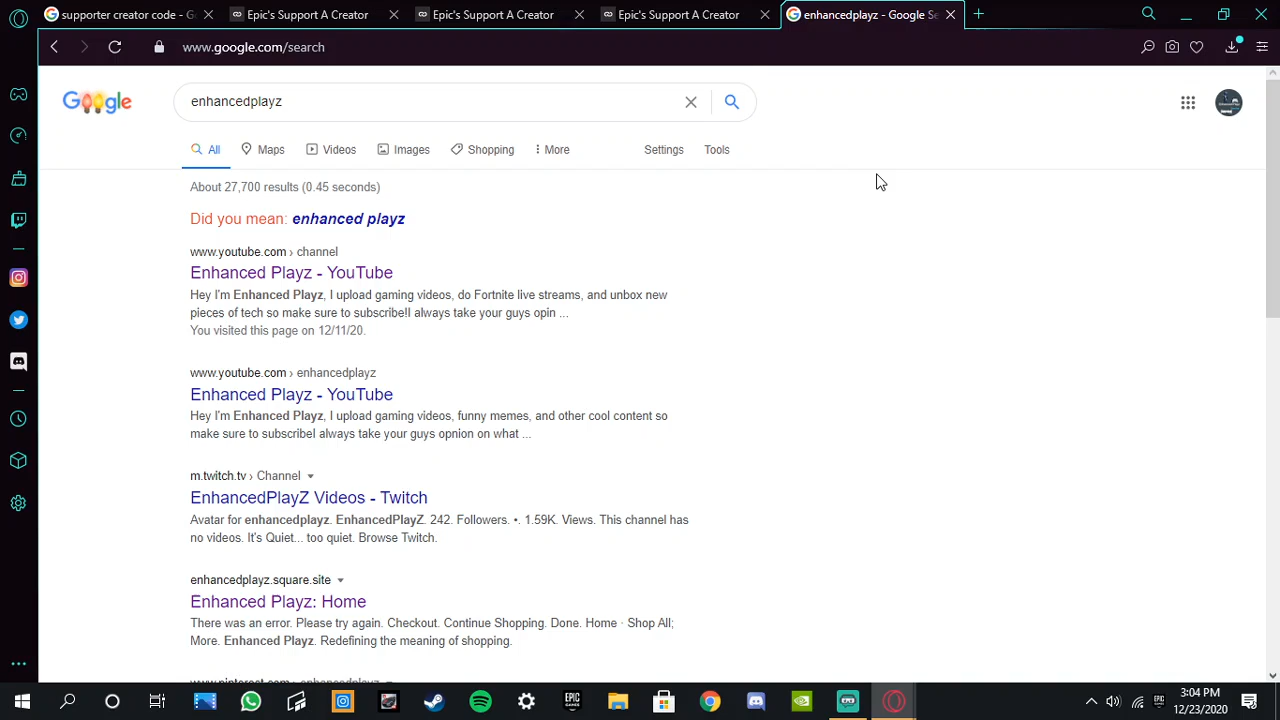 supporter creator code - G
Epic's Support A Creator
Epic's Support A Creator
Epic's Support A Creator
enhancedplayz - Google Se
www.google.com/search
Google
enhancedplayz
All
Maps
Videos
Images
Shopping
More
Settings
Tools
About 27,700 results (0.45 seconds)
Did you mean: enhanced playz
www.youtube.com › channel
Enhanced Playz - YouTube
Hey I'm Enhanced Playz, I upload gaming videos, do Fortnite live streams, and unbox new
pieces of tech so make sure to subscribe!I always take your guys opin ...
You visited this page on 12/11/20.
www.youtube.com › enhancedplayz
Enhanced Playz - YouTube
Hey I'm Enhanced Playz, I upload gaming videos, funny memes, and other cool content so
make sure to subscribeI always take your guys opnion on what ...
m.twitch.tv › Channel
EnhancedPlayZ Videos - Twitch
Avatar for enhancedplayz. EnhancedPlayZ. 242. Followers. •. 1.59K. Views. This channel has
no videos. It's Quiet... too quiet. Browse Twitch.
enhancedplayz.square.site
Enhanced Playz: Home
There was an error. Please try again. Checkout. Continue Shopping. Done. Home · Shop All;
More. Enhanced Playz. Redefining the meaning of shopping.
www.pinterest.com › enhancedplayz
EPIC
GAMES
3:04 PM
12/23/2020